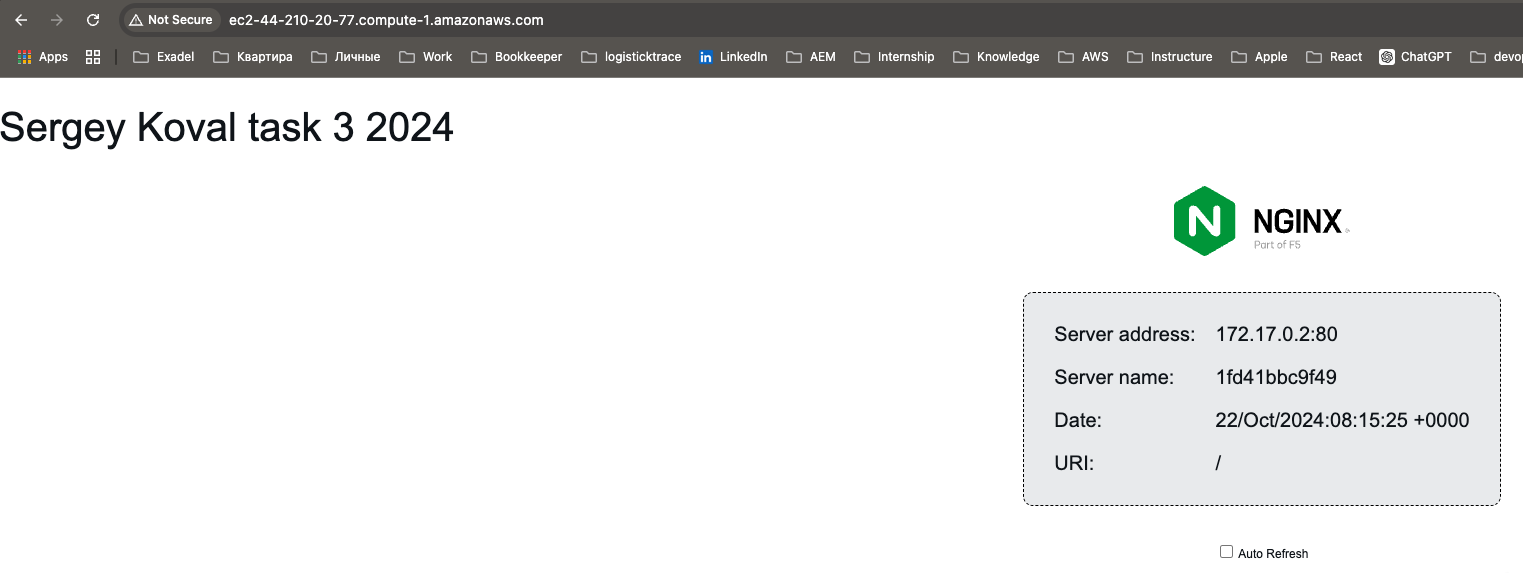 Not Secure ec2-44-210-20-77.compute-1.amazonaws.com
Apps Exadel Квартира Личные Work Bookkeeper logisticktrace LinkedIn AEM Internship Knowledge AWS Instructure Apple React ChatGPT devop
Sergey Koval task 3 2024
NGINX
Part of F5
Server address: 172.17.0.2:80
Server name: 1fd41bbc9f49
Date: 22/Oct/2024:08:15:25 +0000
URI: /
Auto Refresh